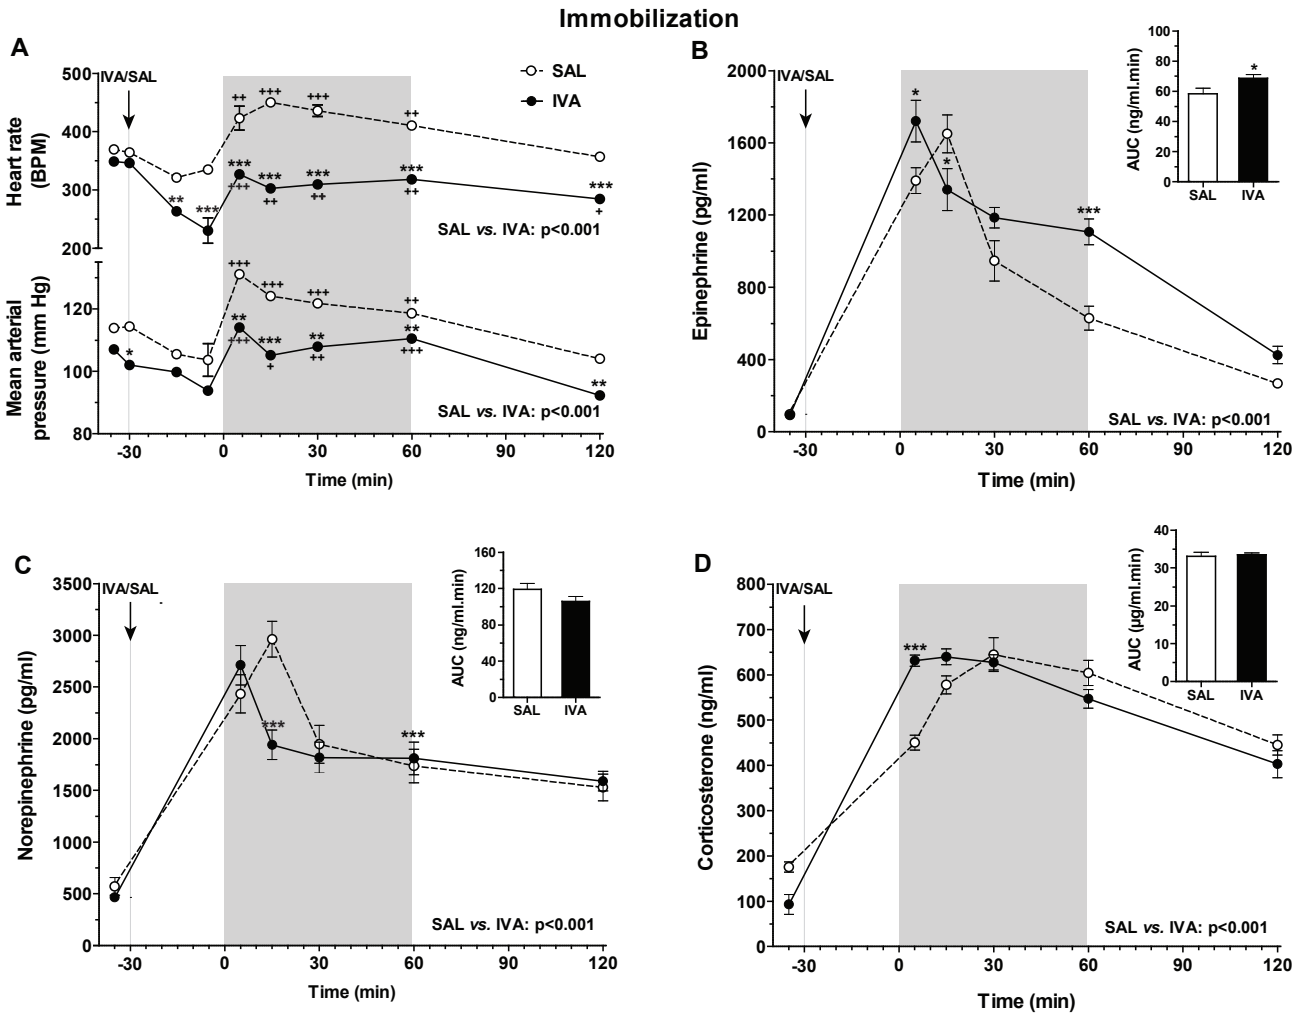 Immobilization
A
IVA/SAL
SAL
IVA
Heart rate
(BPM)
500
400
300
200
++
+++
+++
++
***
+++
***
++
***
++
***
++
***
+
**
***
SAL vs. IVA: p<0.001
Mean arterial
pressure (mm Hg)
120
100
80
+++
+++
+++
++
*
**
+++
***
+
**
++
**
+++
**
SAL vs. IVA: p<0.001
-30 0 30 60 90 120
Time (min)
B
IVA/SAL
Epinephrine (pg/ml)
2000
1600
1200
800
400
0
*
*
***
SAL vs. IVA: p<0.001
-30 0 30 60 90 120
Time (min)
AUC (ng/ml.min)
100
80
60
40
20
0
*
SAL IVA
C
IVA/SAL
Norepinephrine (pg/ml)
3500
3000
2500
2000
1500
1000
500
0
***
***
SAL vs. IVA: p<0.001
-30 0 30 60 90 120
Time (min)
AUC (ng/ml.min)
160
120
80
40
0
SAL IVA
D
IVA/SAL
Corticosterone (ng/ml)
800
700
600
500
400
300
200
100
0
***
SAL vs. IVA: p<0.001
-30 0 30 60 90 120
Time (min)
AUC (µg/ml.min)
40
30
20
10
0
SAL IVA